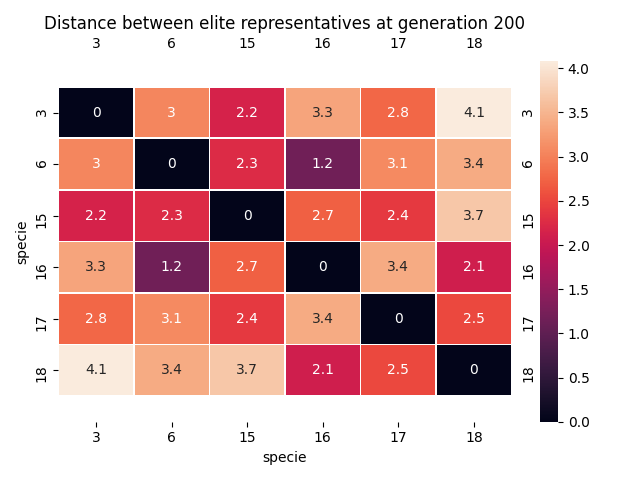 Distance between elite representatives at generation 200
3 6 15 16 17 18
3 0 3 2.2 3.3 2.8 4.1 3
6 3 0 2.3 1.2 3.1 3.4 6
15 2.2 2.3 0 2.7 2.4 3.7 15
16 3.3 1.2 2.7 0 3.4 2.1 16
17 2.8 3.1 2.4 3.4 0 2.5 17
18 4.1 3.4 3.7 2.1 2.5 0 18
specie
3 6 15 16 17 18
specie
4.0
3.5
3.0
2.5
2.0
1.5
1.0
0.5
0.0